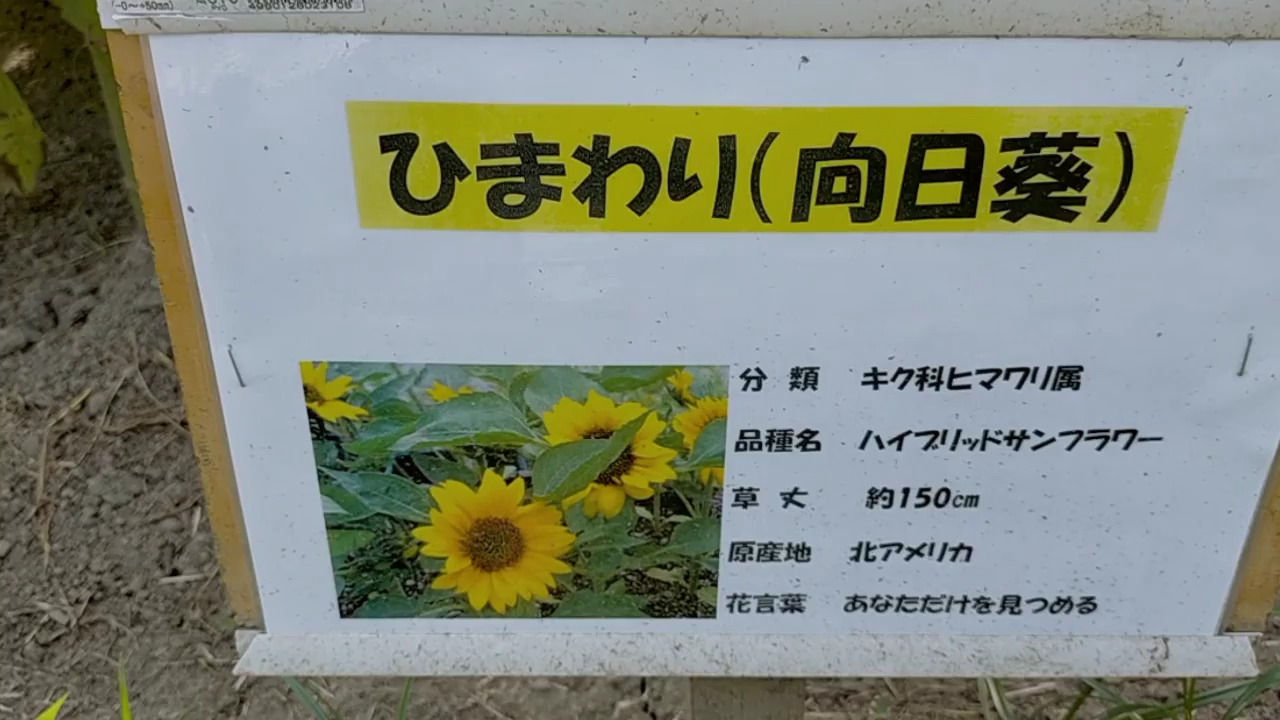 ひまわり(向日葵)
分類 キク科ヒマワリ属
品種名 ハイブリッドサンフラワー
草丈 約150cm
原産地 北アメリカ
花言葉 あなただけを見つめる